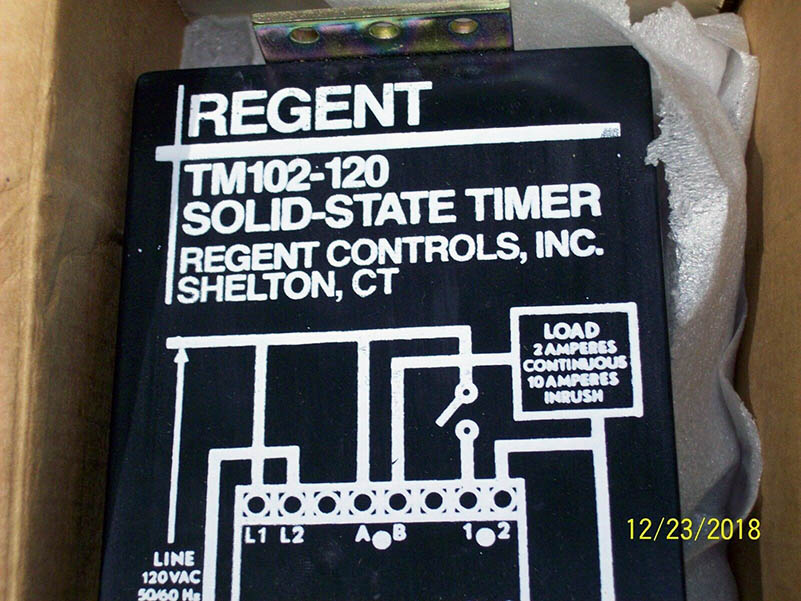 REGENT
TM102-120
SOLID-STATE TIMER
REGENT CONTROLS, INC.
SHELTON, CT
LOAD
2 AMPERES
CONTINUOUS
10 AMPERES
INRUSH
L1 L2 A B 1 2
LINE
120 VAC
50/60 Hz
12/23/2018